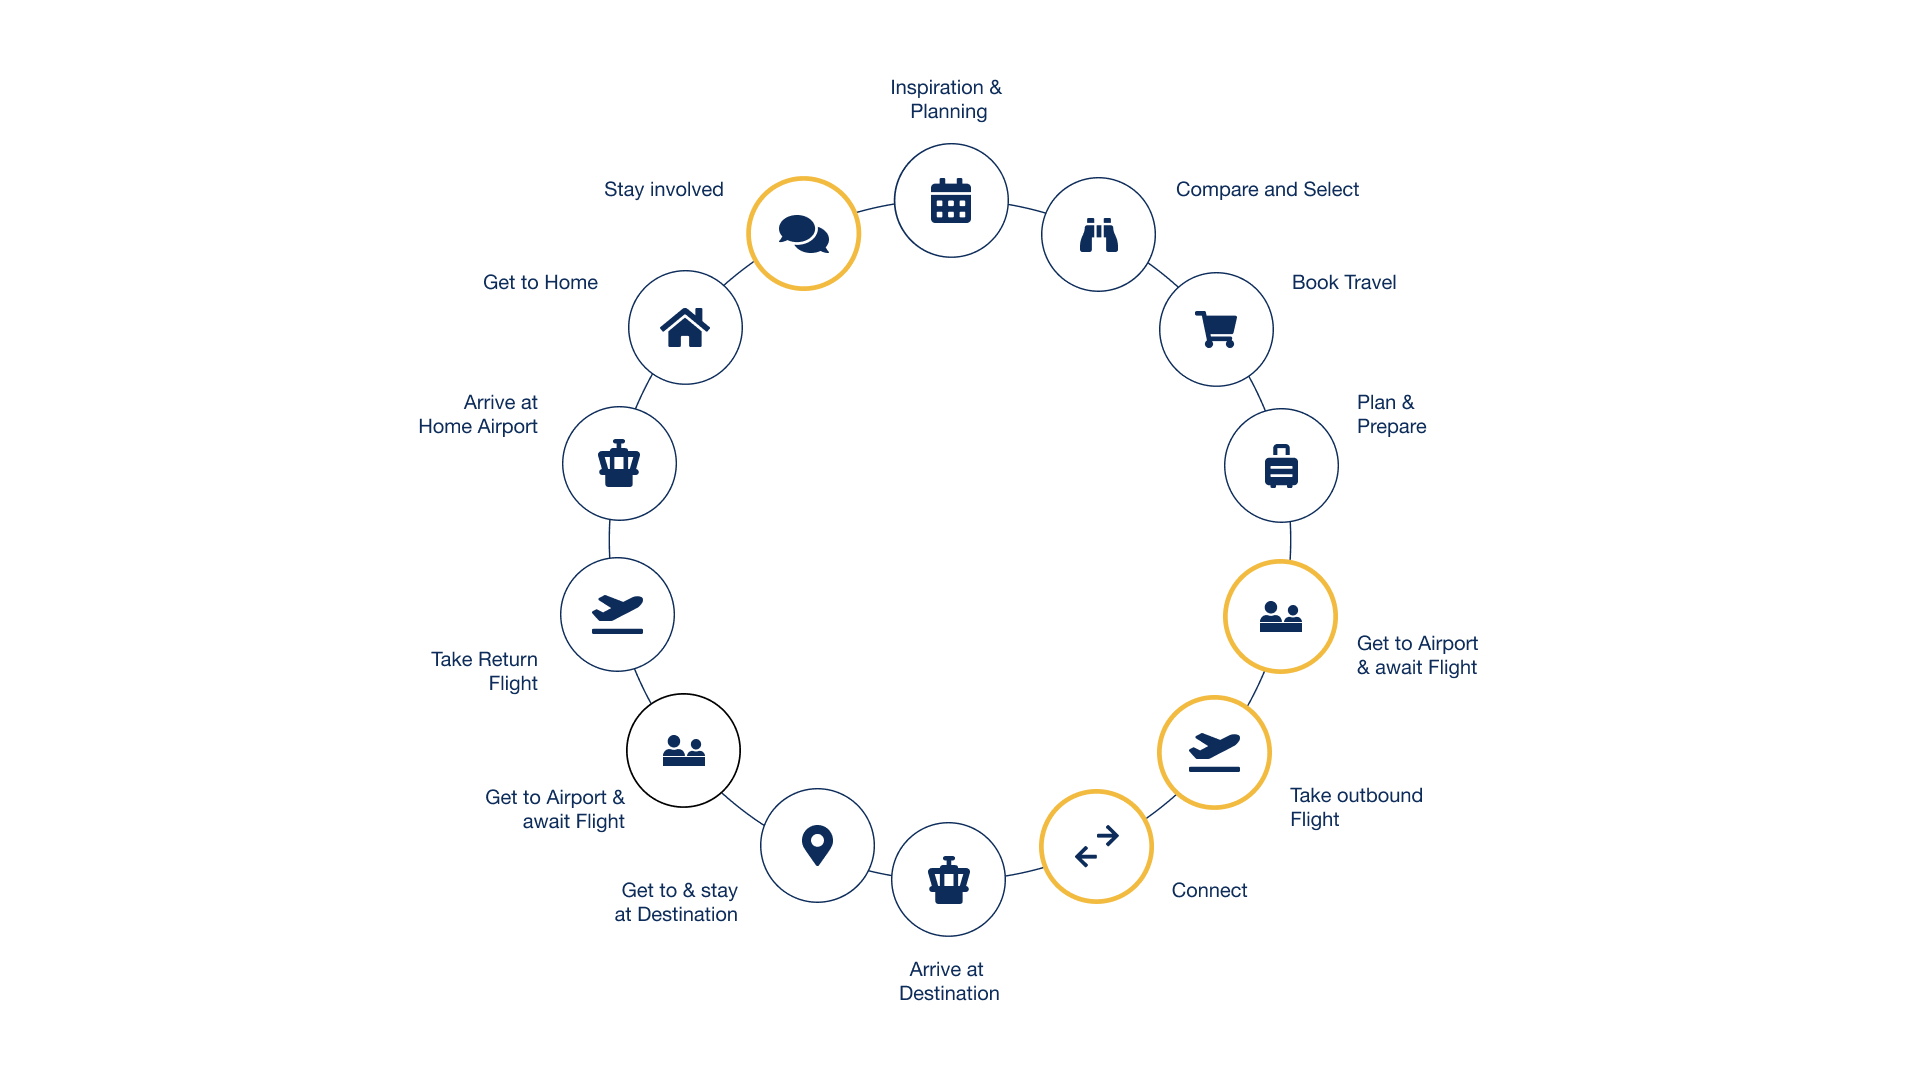 Inspiration &
Planning
Compare and Select
Book Travel
Plan &
Prepare
Get to Airport
& await Flight
Take outbound
Flight
Connect
Arrive at
Destination
Get to & stay
at Destination
Get to Airport &
await Flight
Take Return
Flight
Arrive at
Home Airport
Get to Home
Stay involved